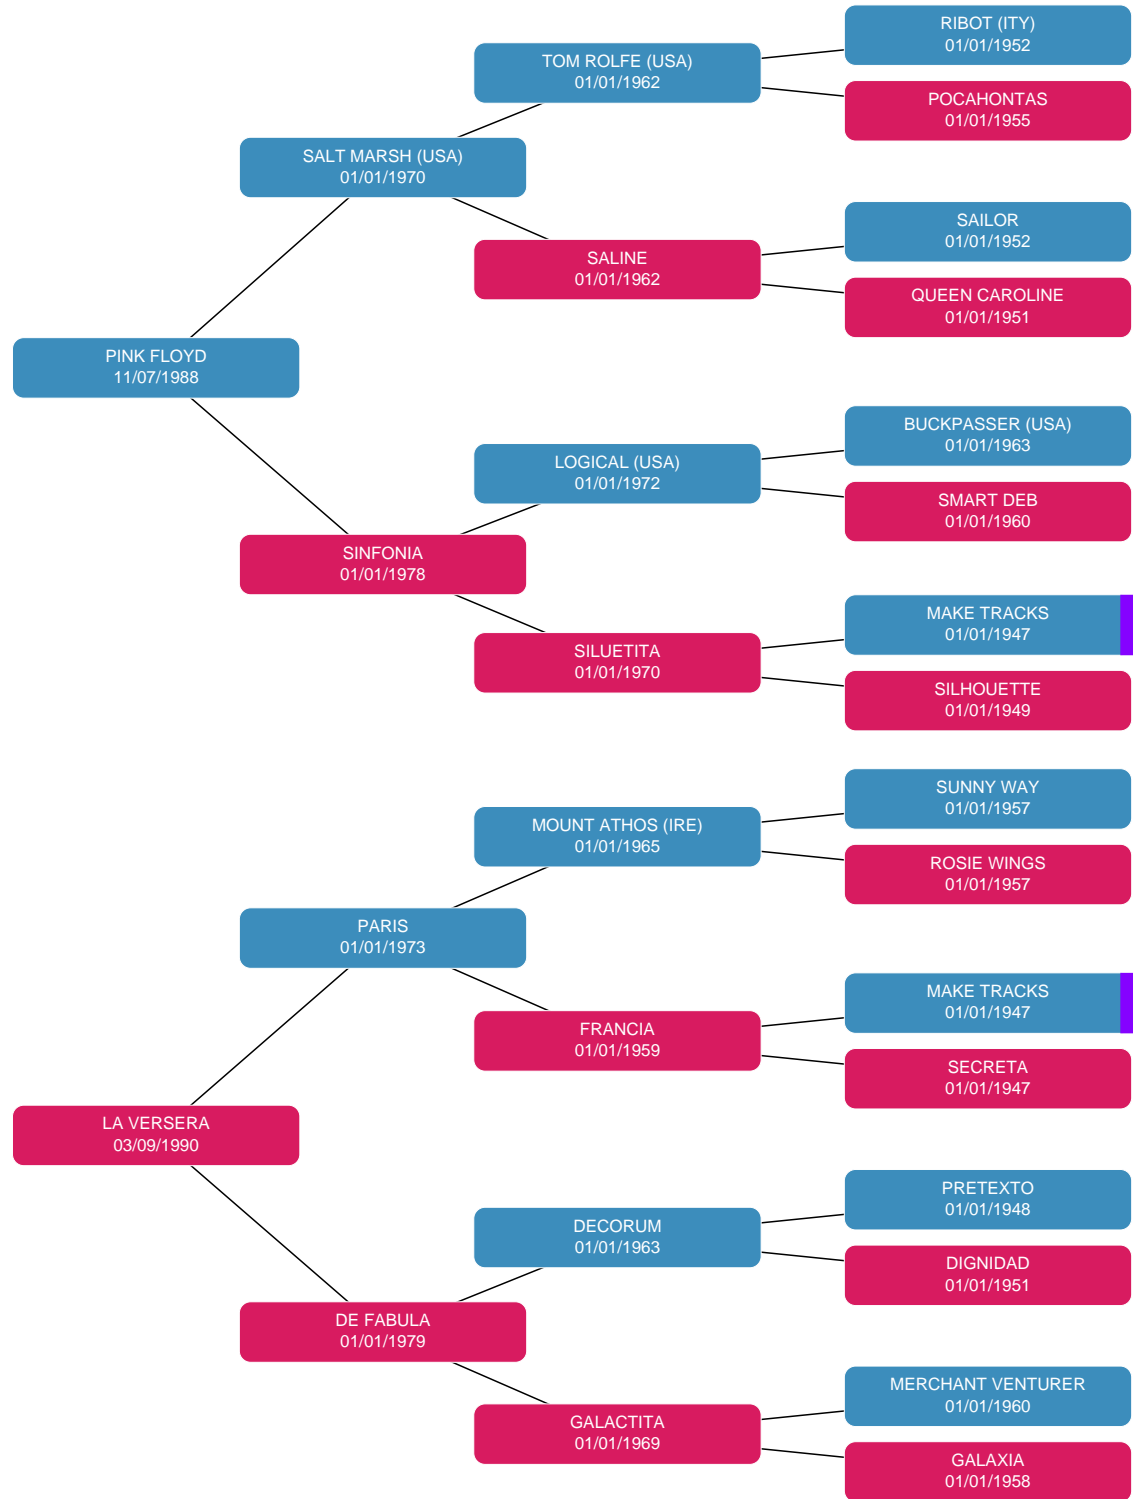 RIBOT (ITY)
01/01/1952
TOM ROLFE (USA)
01/01/1962
POCAHONTAS
01/01/1955
SALT MARSH (USA)
01/01/1970
SAILOR
01/01/1952
SALINE
01/01/1962
QUEEN CAROLINE
01/01/1951
PINK FLOYD
11/07/1988
BUCKPASSER (USA)
01/01/1963
LOGICAL (USA)
01/01/1972
SMART DEB
01/01/1960
SINFONIA
01/01/1978
MAKE TRACKS
01/01/1947
SILUETITA
01/01/1970
SILHOUETTE
01/01/1949
SUNNY WAY
01/01/1957
MOUNT ATHOS (IRE)
01/01/1965
ROSIE WINGS
01/01/1957
PARIS
01/01/1973
MAKE TRACKS
01/01/1947
FRANCIA
01/01/1959
SECRETA
01/01/1947
LA VERSERA
03/09/1990
PRETEXTO
01/01/1948
DECORUM
01/01/1963
DIGNIDAD
01/01/1951
DE FABULA
01/01/1979
MERCHANT VENTURER
01/01/1960
GALACTITA
01/01/1969
GALAXIA
01/01/1958